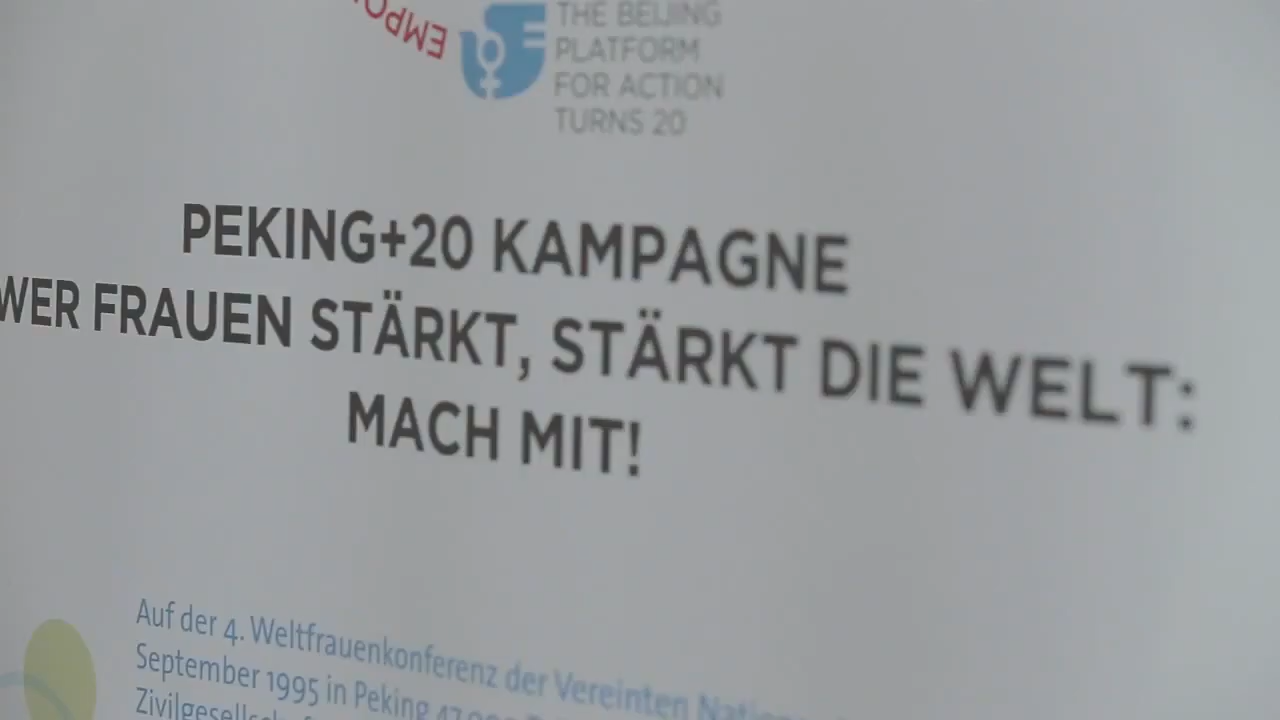 THE BEIJING
PLATFORM
FOR ACTION
TURNS 20
PEKING+20 KAMPAGNE
WER FRAUEN STÄRKT, STÄRKT DIE WELT:
MACH MIT!
Auf der 4. Weltfrauenkonferenz der Vereinten
September 1995 in Peking